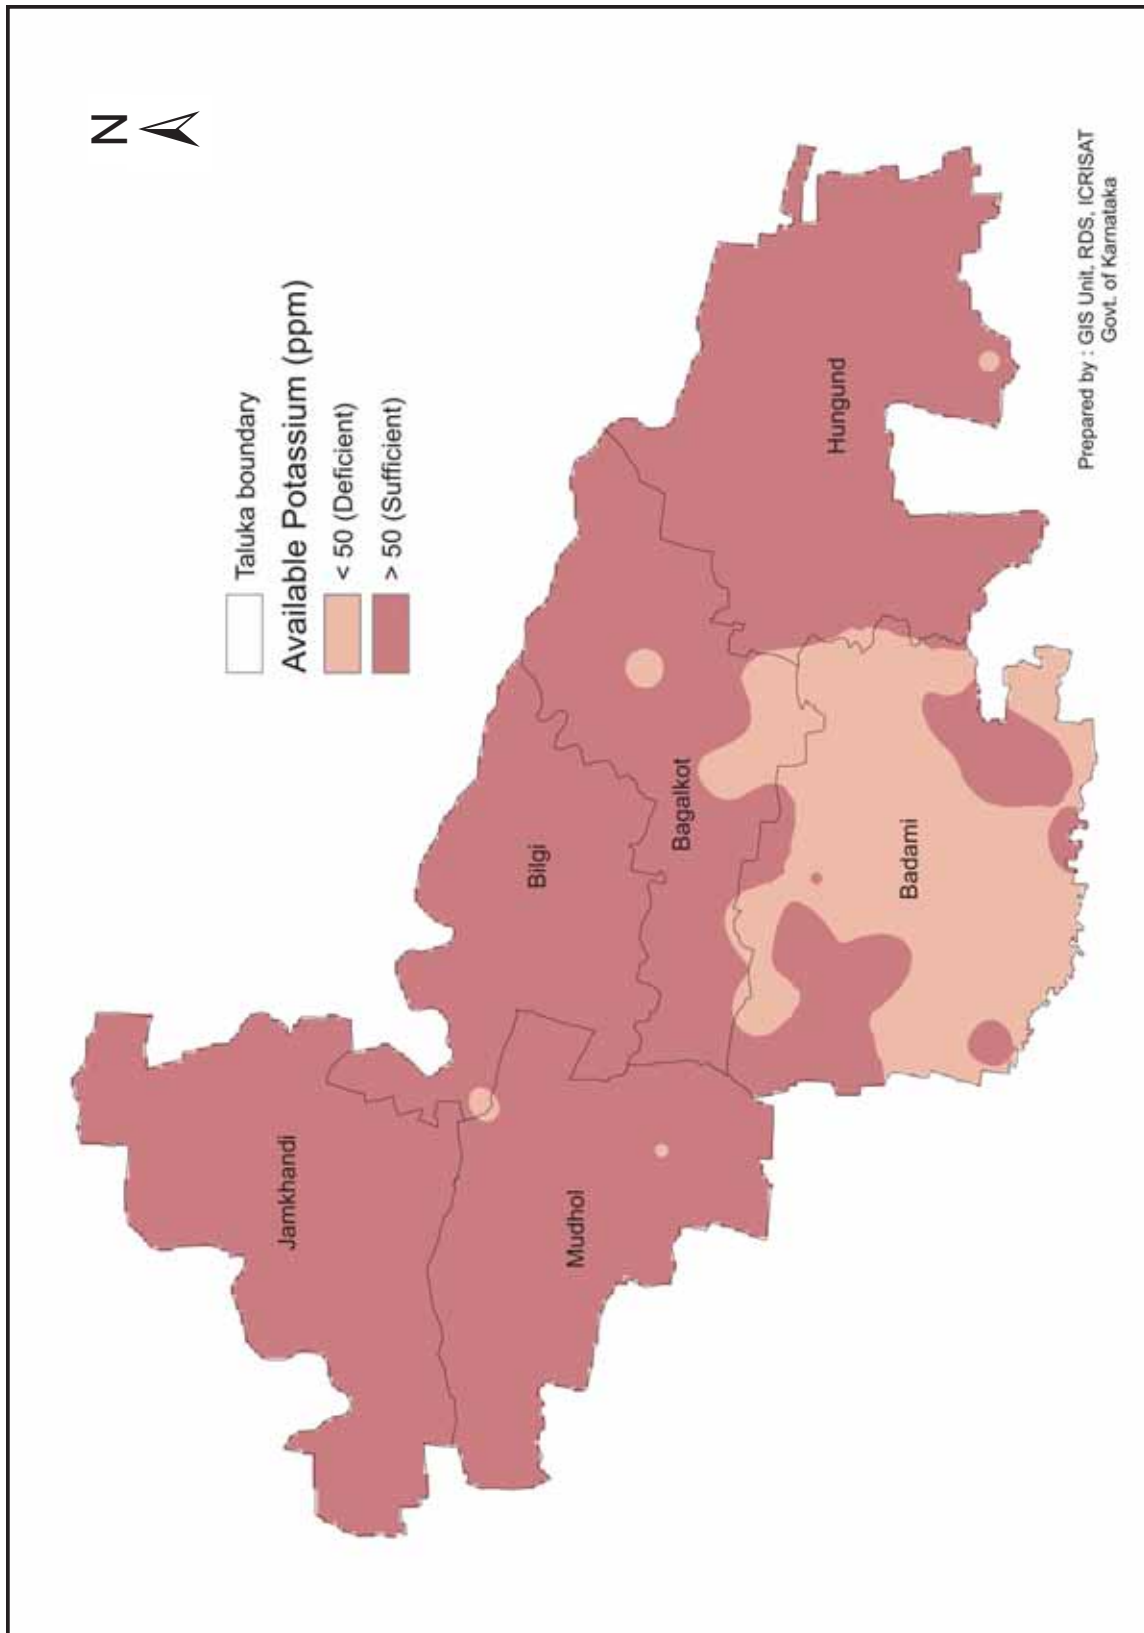 N
Taluka boundary
Available Potassium (ppm)
< 50 (Deficient)
> 50 (Sufficient)
Jamkhandi
Mudhol
Bilgi
Bagalkot
Badami
Hungund
Prepared by : GIS Unit, RDS, ICRISAT
Govt. of Karnataka